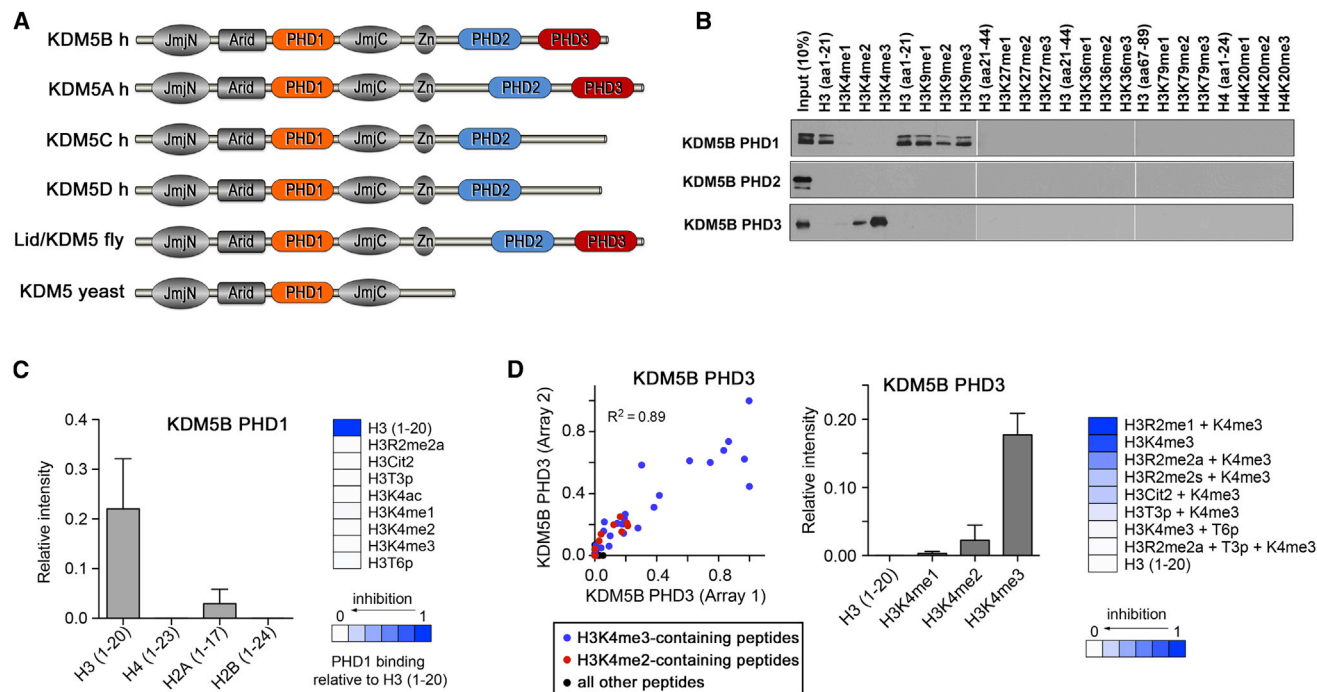 A
KDM5B h JmjN Arid PHD1 JmjC Zn PHD2 PHD3
KDM5A h JmjN Arid PHD1 JmjC Zn PHD2 PHD3
KDM5C h JmjN Arid PHD1 JmjC Zn PHD2
KDM5D h JmjN Arid PHD1 JmjC Zn PHD2
Lid/KDM5 fly JmjN Arid PHD1 JmjC Zn PHD2 PHD3
KDM5 yeast JmjN Arid PHD1 JmjC
B
Input (10%)
H3 (aa1-21)
H3K4me1
H3K4me2
H3K4me3
H3 (aa1-21)
H3K9me1
H3K9me2
H3K9me3
H3 (aa21-44)
H3K27me1
H3K27me2
H3K27me3
H3 (aa21-44)
H3K36me1
H3K36me2
H3K36me3
H3 (aa67-89)
H3K79me1
H3K79me2
H3K79me3
H4 (aa1-24)
H4K20me1
H4K20me2
H4K20me3
KDM5B PHD1
KDM5B PHD2
KDM5B PHD3
C
KDM5B PHD1
Relative intensity
0.4
0.3
0.2
0.1
0.0
H3 (1-20)
H4 (1-23)
H2A (1-17)
H2B (1-24)
H3 (1-20)
H3R2me2a
H3Cit2
H3T3p
H3K4ac
H3K4me1
H3K4me2
H3K4me3
H3T6p
inhibition
0 1
PHD1 binding
relative to H3 (1-20)
D
KDM5B PHD3
R2 = 0.89
KDM5B PHD3 (Array 2)
0.8
0.4
0.0
0.0 0.4 0.8
KDM5B PHD3 (Array 1)
H3K4me3-containing peptides
H3K4me2-containing peptides
all other peptides
KDM5B PHD3
Relative intensity
0.20
0.10
0.00
H3 (1-20)
H3K4me1
H3K4me2
H3K4me3
H3R2me1 + K4me3
H3K4me3
H3R2me2a + K4me3
H3R2me2s + K4me3
H3Cit2 + K4me3
H3T3p + K4me3
H3K4me3 + T6p
H3R2me2a + T3p + K4me3
H3 (1-20)
inhibition
0 1